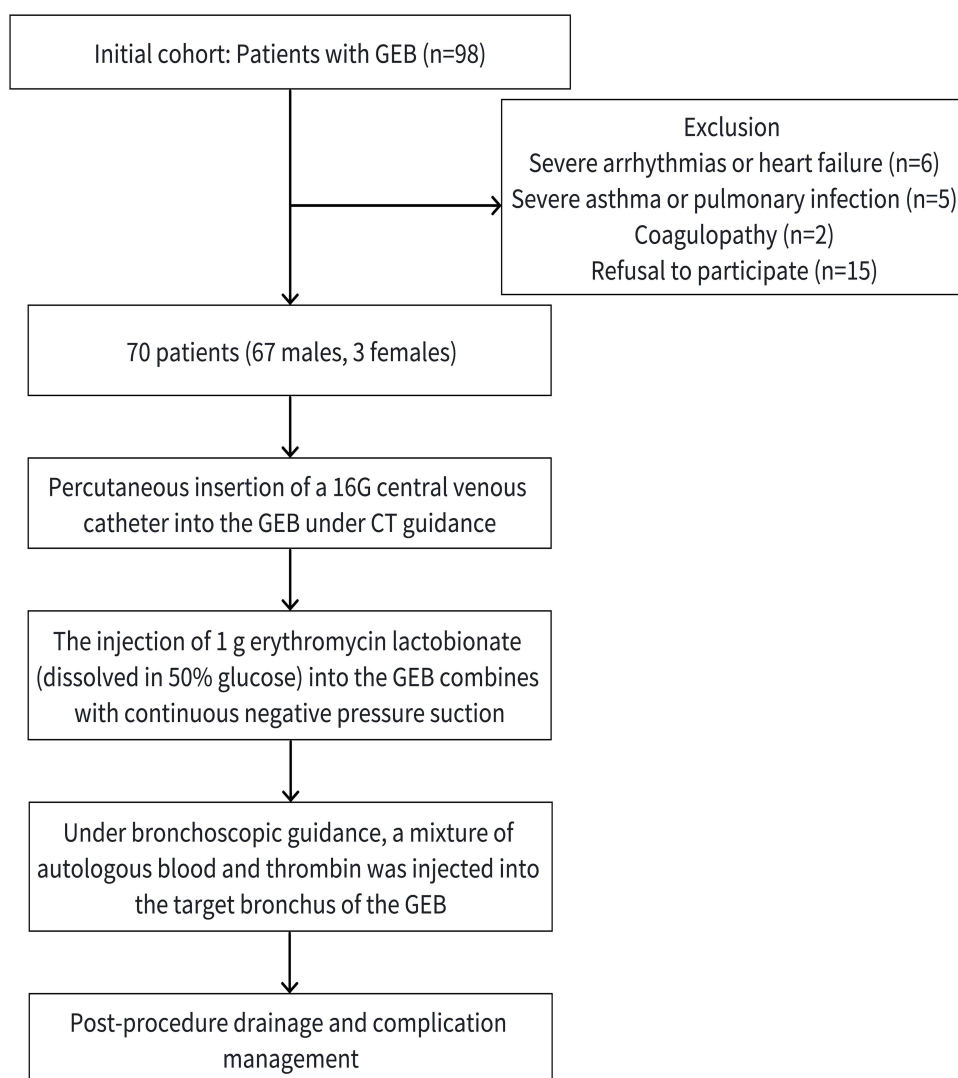 Initial cohort: Patients with GEB (n=98)
Exclusion
Severe arrhythmias or heart failure (n=6)
Severe asthma or pulmonary infection (n=5)
Coagulopathy (n=2)
Refusal to participate (n=15)
70 patients (67 males, 3 females)
Percutaneous insertion of a 16G central venous
catheter into the GEB under CT guidance
The injection of 1 g erythromycin lactobionate
(dissolved in 50% glucose) into the GEB combines
with continuous negative pressure suction
Under bronchoscopic guidance, a mixture of
autologous blood and thrombin was injected into
the target bronchus of the GEB
Post-procedure drainage and complication
management